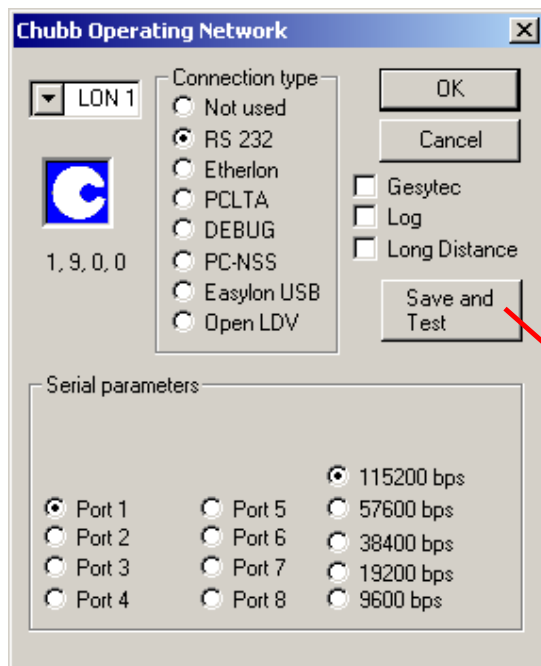 Chubb Operating Network
LON 1
1, 9, 0, 0
Connection type
Not used
RS 232
Etherlon
PCLTA
DEBUG
PC-NSS
Easylon USB
Open LDV
OK
Cancel
Gesytec
Log
Long Distance
Save and
Test
Serial parameters
Port 1
Port 2
Port 3
Port 4
Port 5
Port 6
Port 7
Port 8
115200 bps
57600 bps
38400 bps
19200 bps
9600 bps